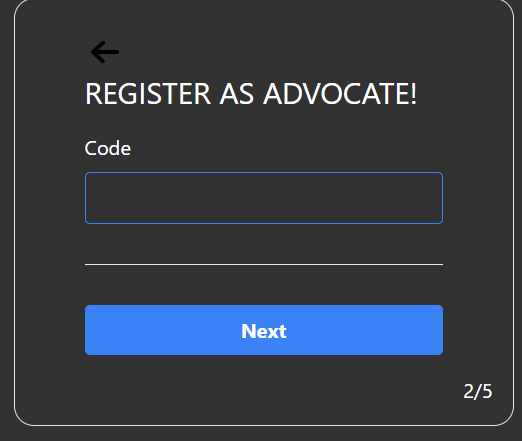 REGISTER AS ADVOCATE!
Code
Next
2/5